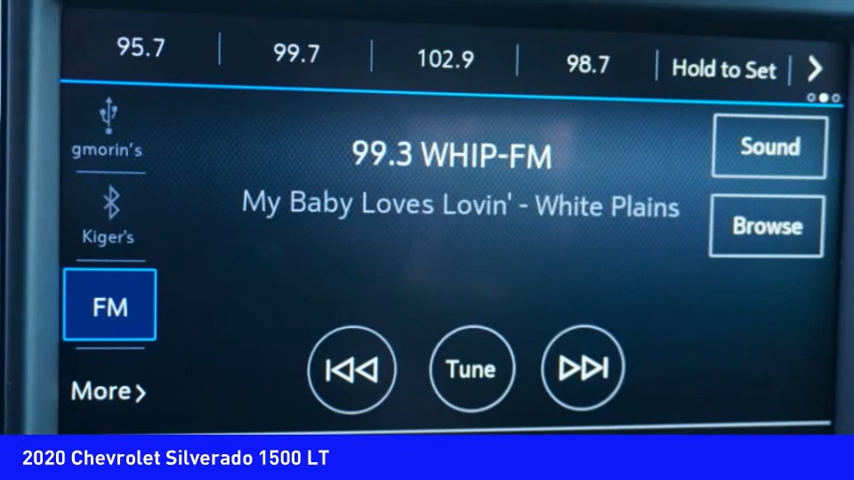 95.7 99.7 102.9 98.7 Hold to Set
gmorin's
99.3 WHIP-FM
Sound
My Baby Loves Lovin' - White Plains
Kiger's
Browse
FM
Tune
More
2020 Chevrolet Silverado 1500 LT